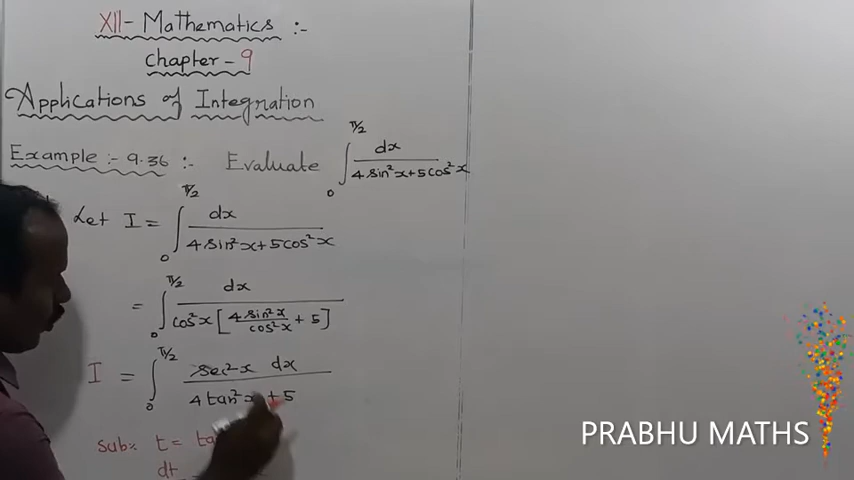 XII- Mathematics :-
Chapter - 9
Applications of Integration
Example :- 9.36 :- Evaluate ∫₀^(π/2) dx / (4 sin²x + 5 cos²x)
Let I = ∫₀^(π/2) dx / (4 sin²x + 5 cos²x)
= ∫₀^(π/2) dx / (cos²x [ (4 sin²x / cos²x) + 5 ])
I = ∫₀^(π/2) sec²x dx / (4 tan²x + 5)
Sub: t =
dt
PRABHU MATHS